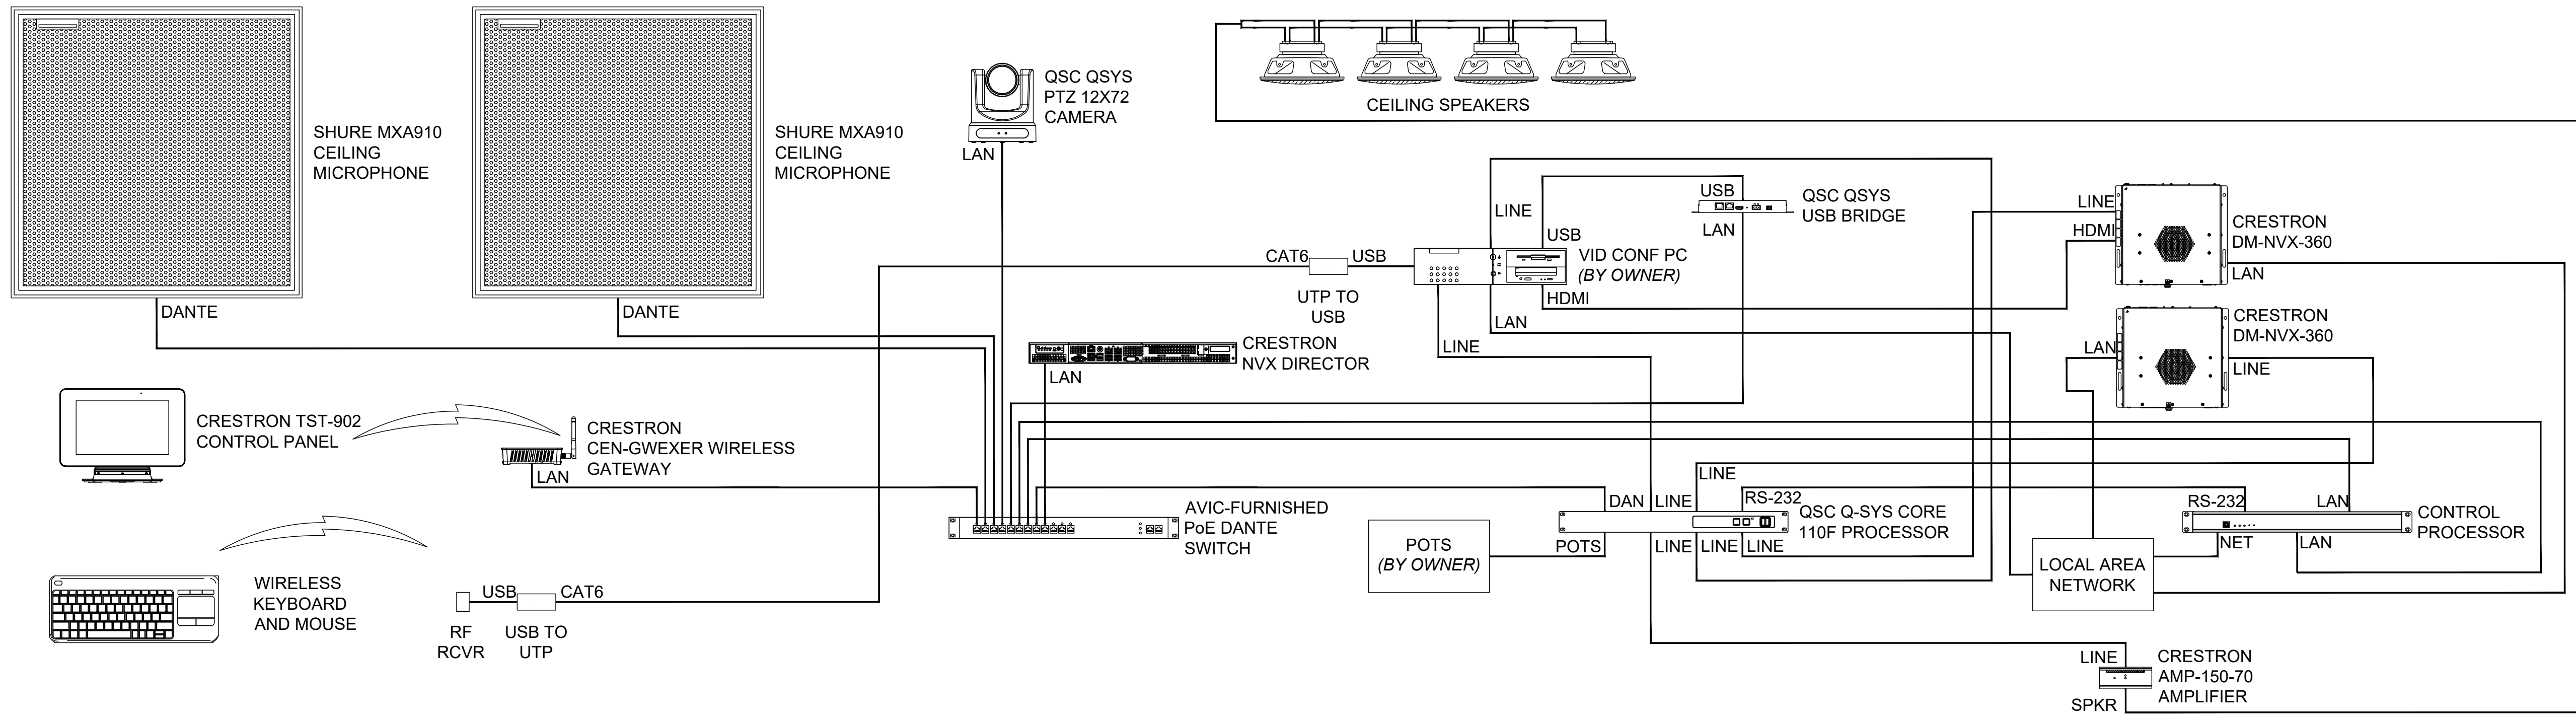 SHURE MXA910
CEILING
MICROPHONE
DANTE
SHURE MXA910
CEILING
MICROPHONE
DANTE
QSC QSYS
PTZ 12X72
CAMERA
LAN
CEILING SPEAKERS
USB
QSC QSYS
USB BRIDGE
LAN
LINE
USB
CAT6
USB
UTP TO
USB
VID CONF PC
(BY OWNER)
HDMI
LAN
LINE
LINE
HDMI
CRESTRON
DM-NVX-360
LAN
CRESTRON
DM-NVX-360
LAN
LINE
CRESTRON
NVX DIRECTOR
LAN
CRESTRON TST-902
CONTROL PANEL
CRESTRON
CEN-GWEXER WIRELESS
GATEWAY
LAN
AVIC-FURNISHED
PoE DANTE
SWITCH
WIRELESS
KEYBOARD
AND MOUSE
USB
CAT6
RF
RCVR
USB TO
UTP
POTS
(BY OWNER)
LINE
DAN
LINE
RS-232
QSC Q-SYS CORE
110F PROCESSOR
POTS
LINE
LINE
LINE
RS-232
LAN
CONTROL
PROCESSOR
NET
LAN
LOCAL AREA
NETWORK
LINE
CRESTRON
AMP-150-70
AMPLIFIER
SPKR